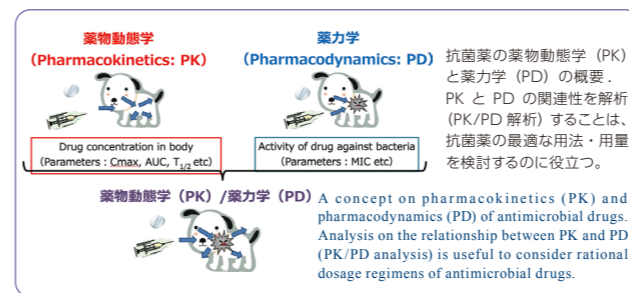 薬物動態学
(Pharmacokinetics: PK)
薬力学
(Pharmacodynamics: PD)
Drug concentration in body
(Parameters : Cmax, AUC, T1/2 etc)
Activity of drug against bacteria
(Parameters : MIC etc)
薬物動態学（PK）/薬力学（PD）
抗菌薬の薬物動態学（PK）
と薬力学（PD）の概要．
PK と PD の関連性を解析
（PK/PD 解析）することは、
抗菌薬の最適な用法・用量
を検討するのに役立つ。
A concept on pharmacokinetics (PK) and
pharmacodynamics (PD) of antimicrobial drugs.
Analysis on the relationship between PK and PD
(PK/PD analysis) is useful to consider rational
dosage regimens of antimicrobial drugs.